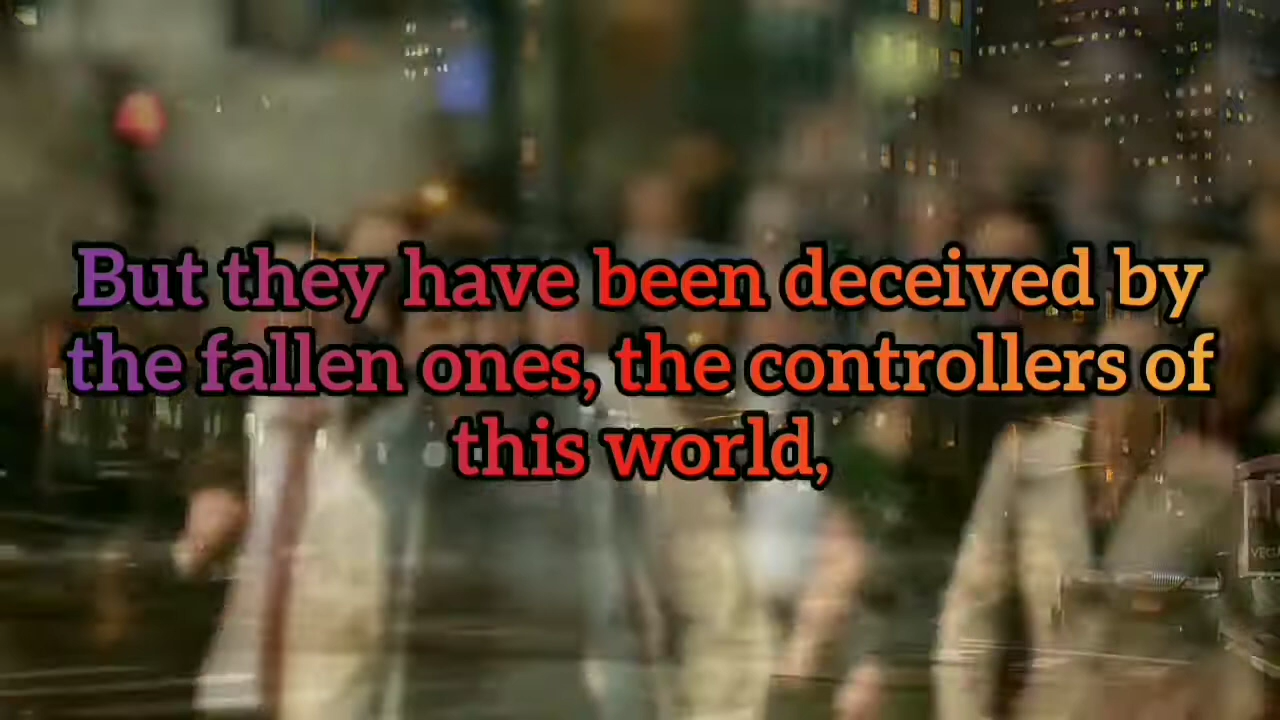 But they have been deceived by
the fallen ones, the controllers of
this world,